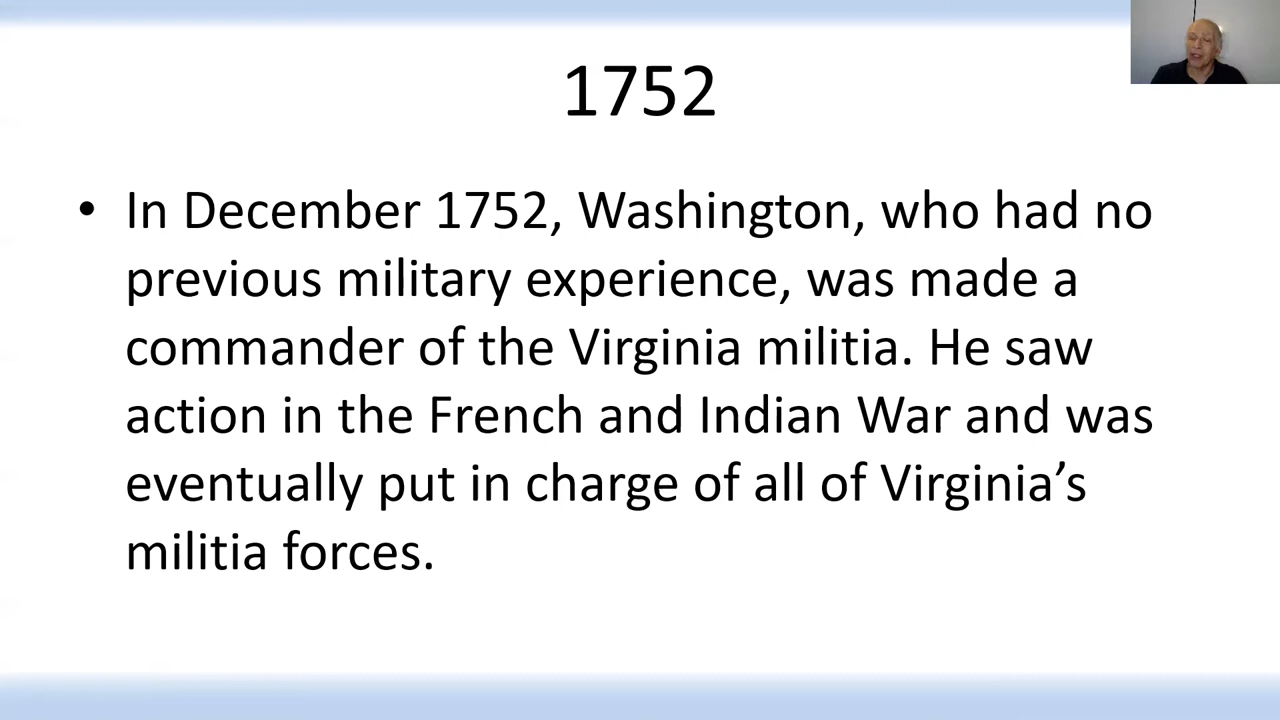 1752
• In December 1752, Washington, who had no
previous military experience, was made a
commander of the Virginia militia. He saw
action in the French and Indian War and was
eventually put in charge of all of Virginia’s
militia forces.